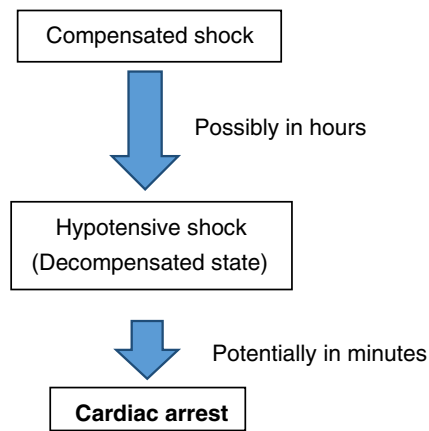 Compensated shock
Possibly in hours
Hypotensive shock
(Decompensated state)
Potentially in minutes
Cardiac arrest